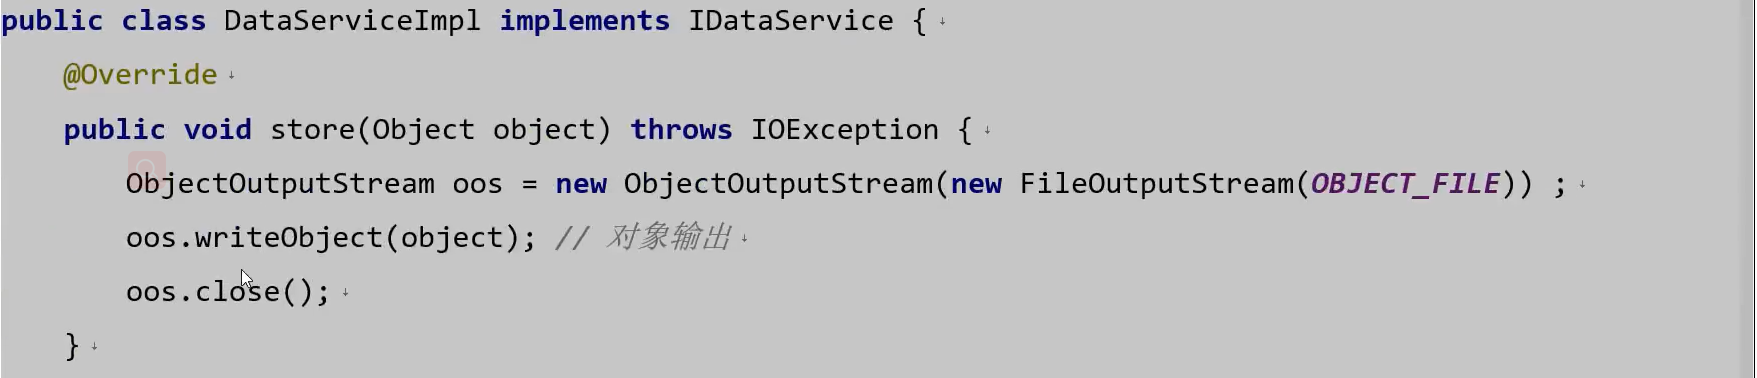 public class DataServiceImpl implements IDataService {
@Override
public void store(Object object) throws IOException {
ObjectOutputStream oos = new ObjectOutputStream(new FileOutputStream(OBJECT_FILE)) ;
oos.writeObject(object); // 对象输出
oos.close();
}